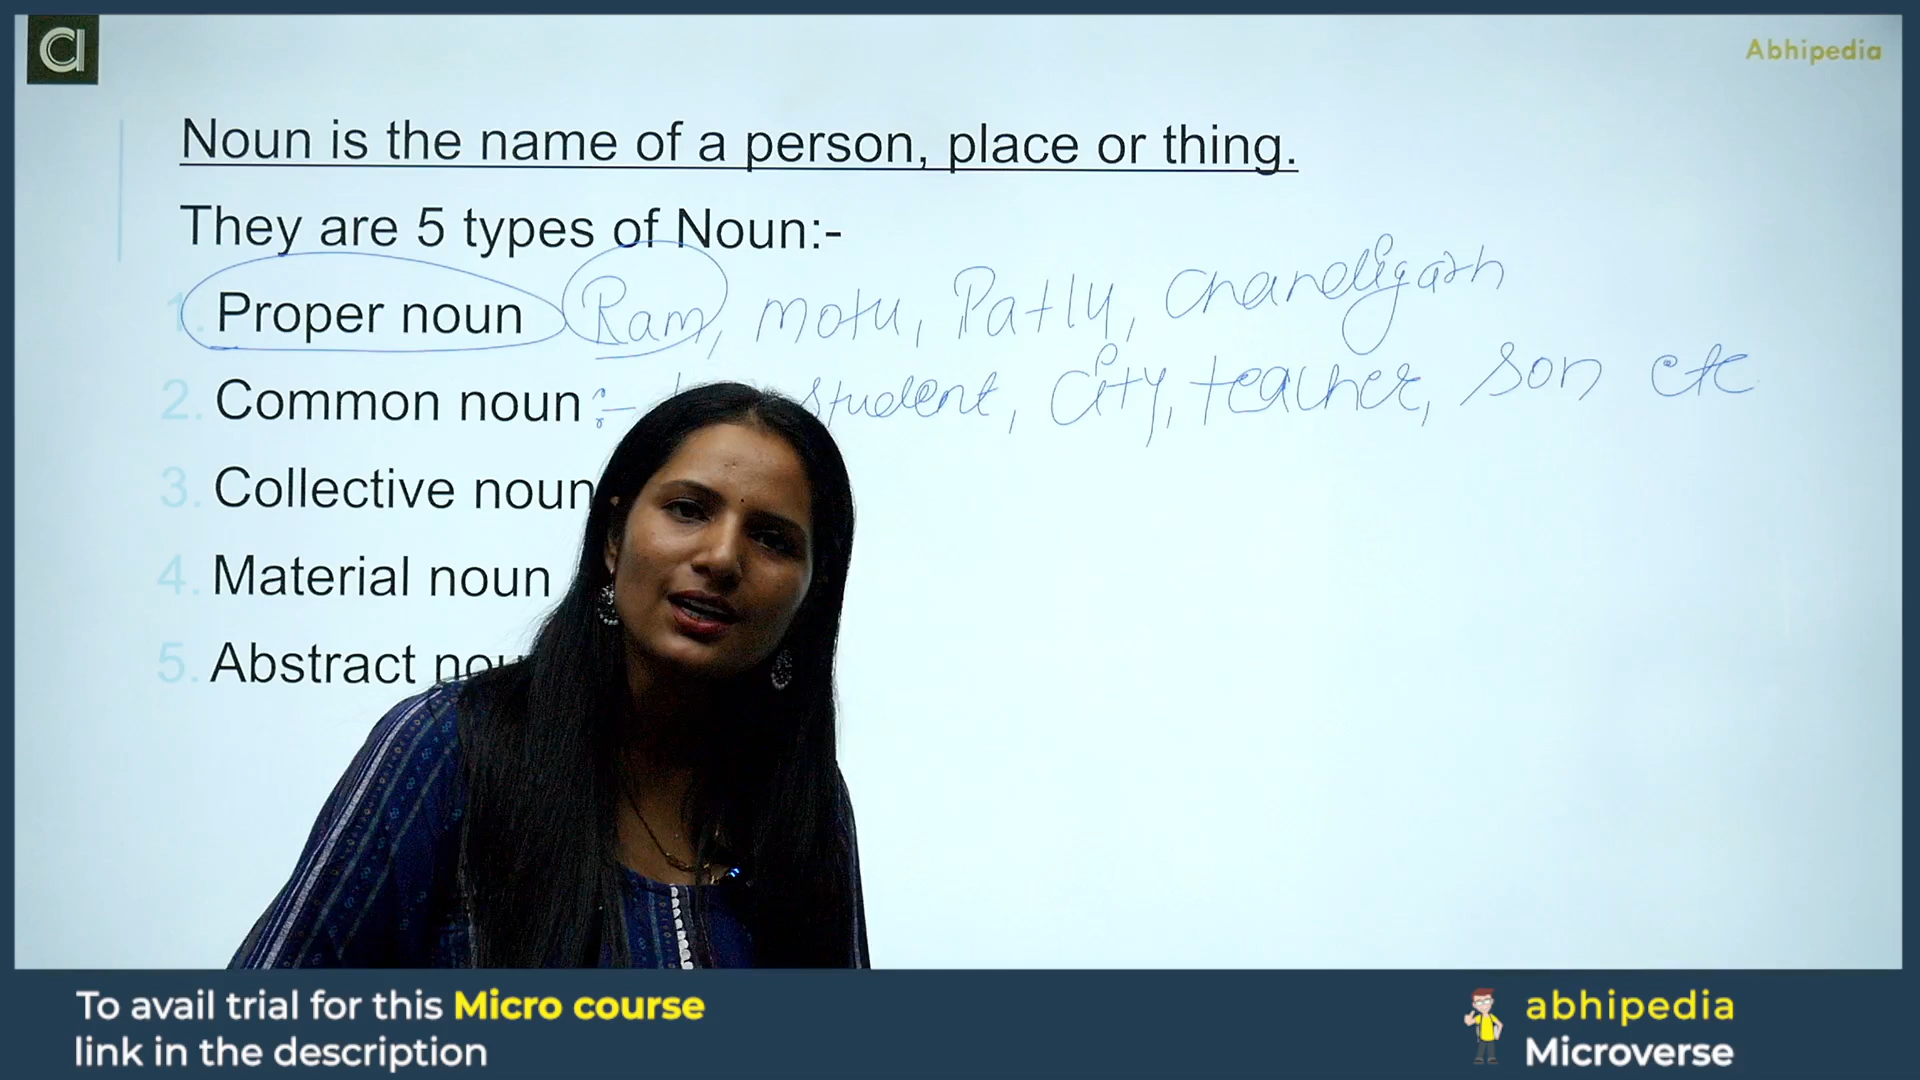 Abhipedia
Noun is the name of a person, place or thing.
They are 5 types of Noun:-
1. Proper noun Ram, motu, Patlu, Chandigarh
2. Common noun :- student, City, teacher, son etc
3. Collective noun
4. Material noun
5. Abstract nou
To avail trial for this Micro course
link in the description
abhipedia
Microverse